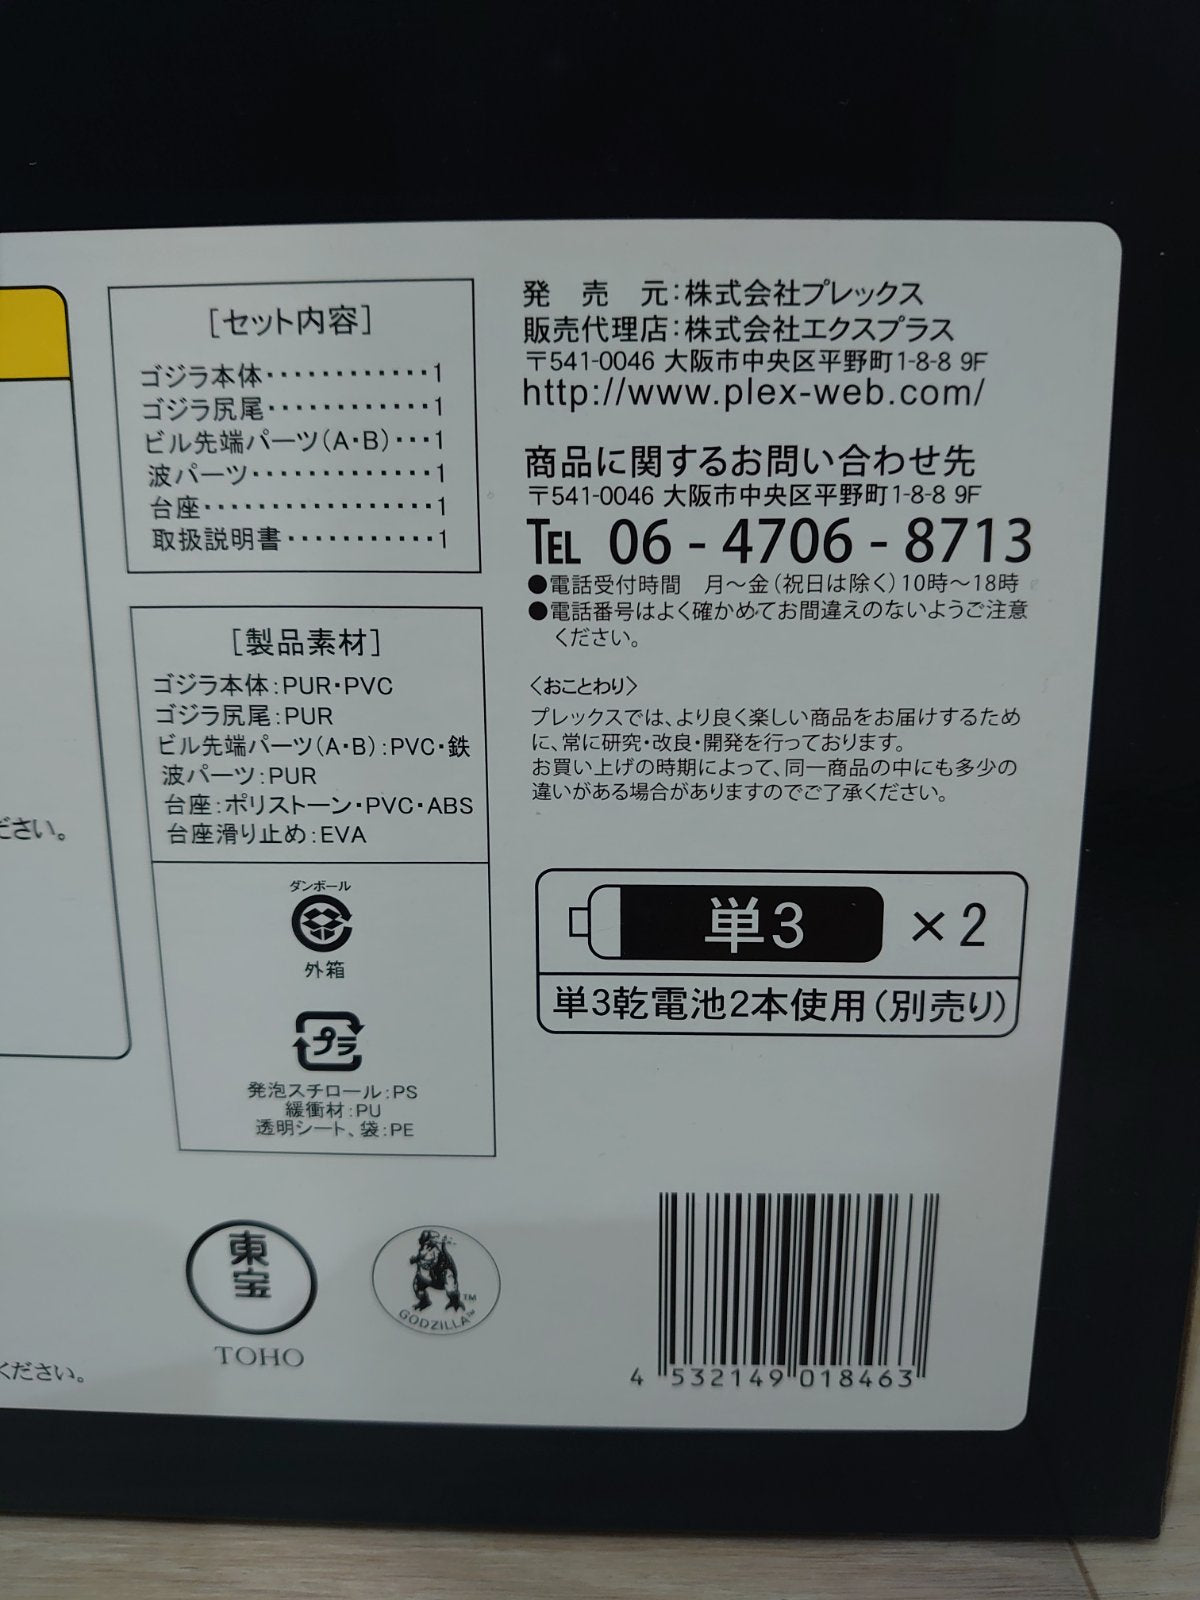 [セット内容]
ゴジラ本体・・・・・・・・・・・・1
ゴジラ尻尾・・・・・・・・・・・・1
ビル先端パーツ(A・B)・・・1
波パーツ・・・・・・・・・・・・・1
台座・・・・・・・・・・・・・・・・・1
取扱説明書・・・・・・・・・・・1
[製品素材]
ゴジラ本体:PUR・PVC
ゴジラ尻尾:PUR
ビル先端パーツ(A・B):PVC・鉄
波パーツ:PUR
台座:ポリストーン・PVC・ABS
台座滑り止め:EVA
ダンボール
外箱
プラ
発泡スチロール:PS
緩衝材:PU
透明シート、袋:PE
発売元:株式会社プレックス
販売代理店:株式会社エクスプラス
〒541-0046 大阪市中央区平野町1-8-8 9F
http://www.plex-web.com/
商品に関するお問い合わせ先
〒541-0046 大阪市中央区平野町1-8-8 9F
TEL 06-4706-8713
●電話受付時間 月〜金(祝日は除く)10時〜18時
●電話番号はよく確かめてお間違えのないようご注意
ください。
〈おことわり〉
プレックスでは、より良く楽しい商品をお届けするため
に、常に研究・改良・開発を行っております。
お買い上げの時期によって、同一商品の中にも多少の
違いがある場合がありますのでご了承ください。
単3 ×2
単3乾電池2本使用(別売り)
ださい。
ください。
東宝
TOHO
GODZILLA™
TM
4 532149 018463